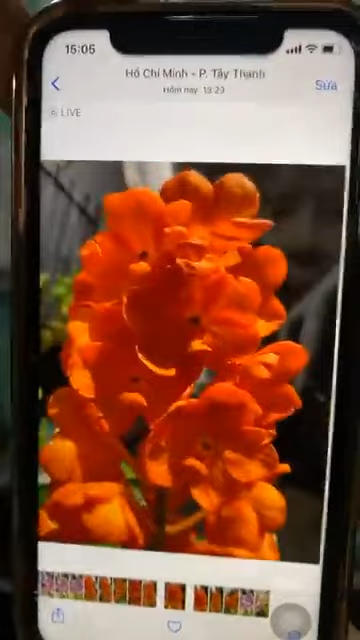 15:05
Hồ Chí Minh - P. Tây Thạnh
Hôm nay 13:23
Sửa
LIVE